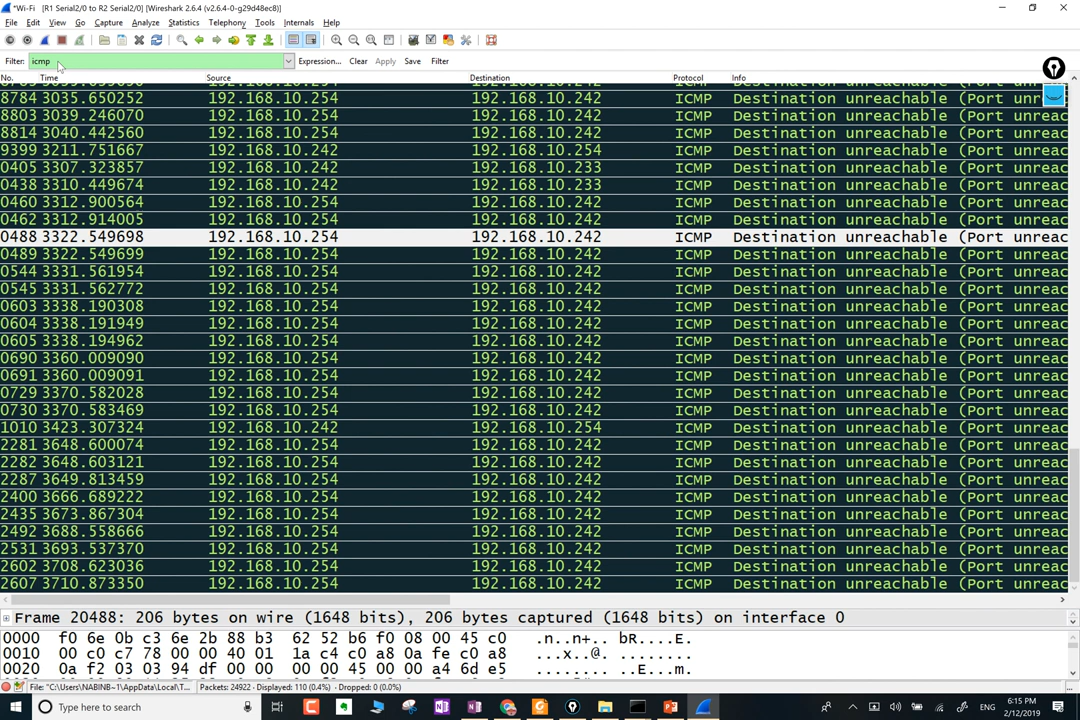 *Wi-Fi [R1 Serial2/0 to R2 Serial2/0] [Wireshark 2.6.4 (v2.6.4-0-g29d48ec8)]
File Edit View Go Capture Analyze Statistics Telephony Tools Internals Help
Filter: icmp Expression... Clear Apply Save Filter
No. Time Source Destination Protocol Info
8784 3035.650252 192.168.10.254 192.168.10.242 ICMP Destination unreachable (Port unr
8803 3039.246070 192.168.10.254 192.168.10.242 ICMP Destination unreachable (Port unreac
8814 3040.442560 192.168.10.254 192.168.10.242 ICMP Destination unreachable (Port unreac
9399 3211.751667 192.168.10.242 192.168.10.254 ICMP Destination unreachable (Port unreac
0405 3307.323857 192.168.10.242 192.168.10.233 ICMP Destination unreachable (Port unreac
0438 3310.449674 192.168.10.242 192.168.10.233 ICMP Destination unreachable (Port unreac
0460 3312.900564 192.168.10.254 192.168.10.242 ICMP Destination unreachable (Port unreac
0462 3312.914005 192.168.10.254 192.168.10.242 ICMP Destination unreachable (Port unreac
0488 3322.549698 192.168.10.254 192.168.10.242 ICMP Destination unreachable (Port unreac
0489 3322.549699 192.168.10.254 192.168.10.242 ICMP Destination unreachable (Port unreac
0544 3331.561954 192.168.10.254 192.168.10.242 ICMP Destination unreachable (Port unreac
0545 3331.562772 192.168.10.254 192.168.10.242 ICMP Destination unreachable (Port unreac
0603 3338.190308 192.168.10.254 192.168.10.242 ICMP Destination unreachable (Port unreac
0604 3338.191949 192.168.10.254 192.168.10.242 ICMP Destination unreachable (Port unreac
0605 3338.194962 192.168.10.254 192.168.10.242 ICMP Destination unreachable (Port unreac
0690 3360.009090 192.168.10.254 192.168.10.242 ICMP Destination unreachable (Port unreac
0691 3360.009091 192.168.10.254 192.168.10.242 ICMP Destination unreachable (Port unreac
0729 3370.582028 192.168.10.254 192.168.10.242 ICMP Destination unreachable (Port unreac
0730 3370.583469 192.168.10.254 192.168.10.242 ICMP Destination unreachable (Port unreac
1010 3423.307324 192.168.10.242 192.168.10.254 ICMP Destination unreachable (Port unreac
2281 3648.600074 192.168.10.254 192.168.10.242 ICMP Destination unreachable (Port unreac
2282 3648.603121 192.168.10.254 192.168.10.242 ICMP Destination unreachable (Port unreac
2287 3649.813459 192.168.10.254 192.168.10.242 ICMP Destination unreachable (Port unreac
2400 3666.689222 192.168.10.254 192.168.10.242 ICMP Destination unreachable (Port unreac
2435 3673.867304 192.168.10.254 192.168.10.242 ICMP Destination unreachable (Port unreac
2492 3688.558666 192.168.10.254 192.168.10.242 ICMP Destination unreachable (Port unreac
2531 3693.537370 192.168.10.254 192.168.10.242 ICMP Destination unreachable (Port unreac
2602 3708.623036 192.168.10.254 192.168.10.242 ICMP Destination unreachable (Port unreac
2607 3710.873350 192.168.10.254 192.168.10.242 ICMP Destination unreachable (Port unreac
Frame 20488: 206 bytes on wire (1648 bits), 206 bytes captured (1648 bits) on interface 0
0000 f0 6e 0b c3 6e 2b 88 b3 62 52 b6 f0 08 00 45 c0 .n..n+.. bR....E.
0010 00 c0 c7 78 00 00 40 01 1a c4 c0 a8 0a fe c0 a8 ...x..@. ........
0020 0a f2 03 03 94 df 00 00 00 00 45 00 00 a4 6d e5 ........ ..E...m.
File: "C:\Users\NABINB~1\AppData\Local\T... Packets: 24922 - Displayed: 110 (0.4%) - Dropped: 0 (0.0%)
Type here to search ENG 6:15 PM
2/12/2019